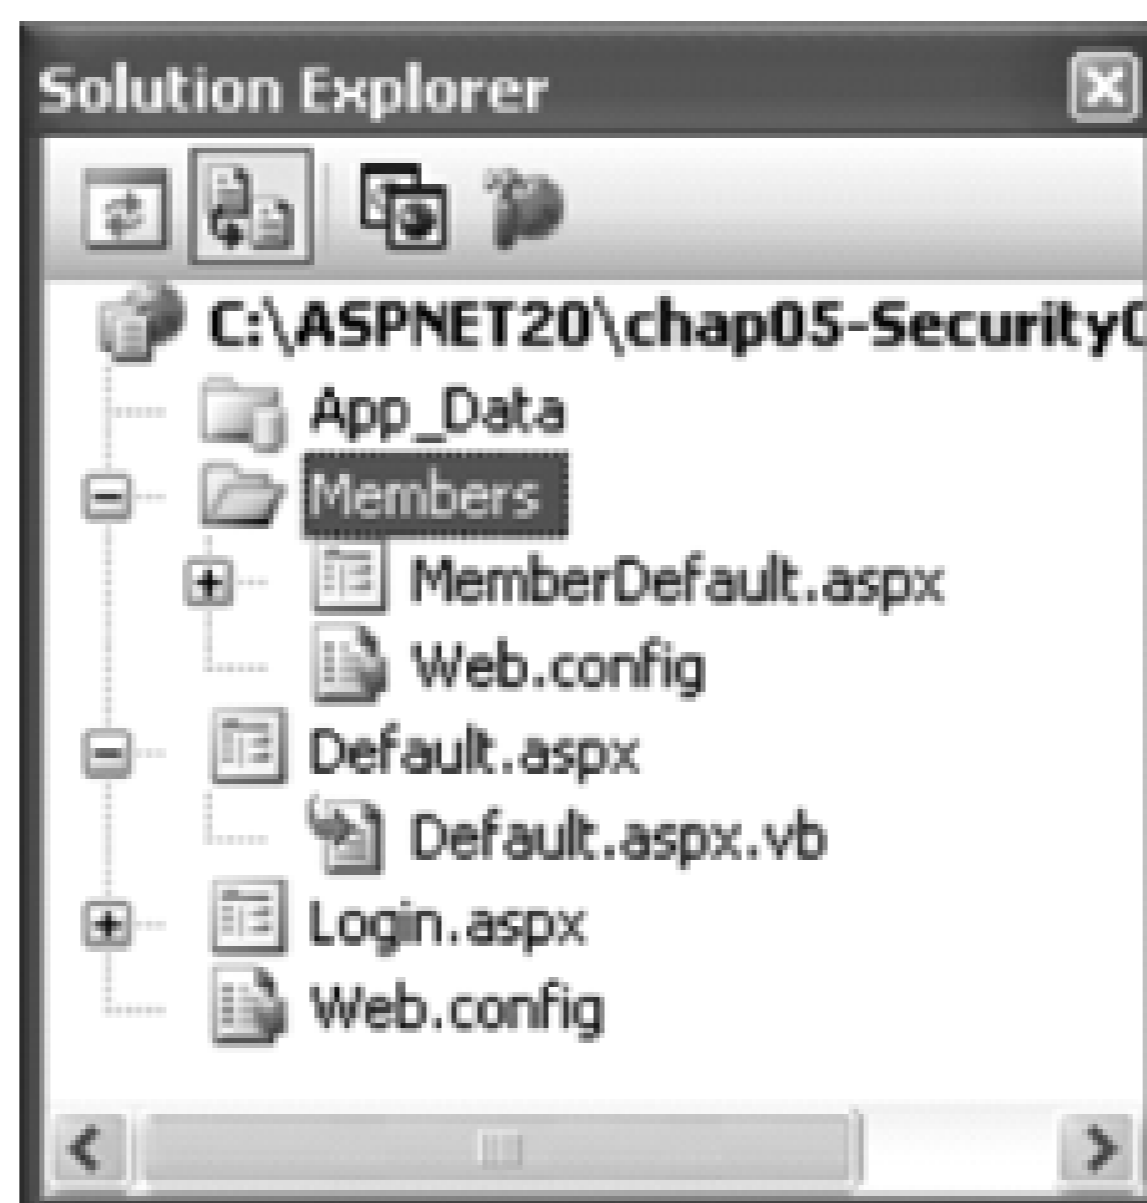 Solution Explorer
C:\ASPNET20\chap05-Security
App_Data
Members
MemberDefault.aspx
Web.config
Default.aspx
Default.aspx.vb
Login.aspx
Web.config